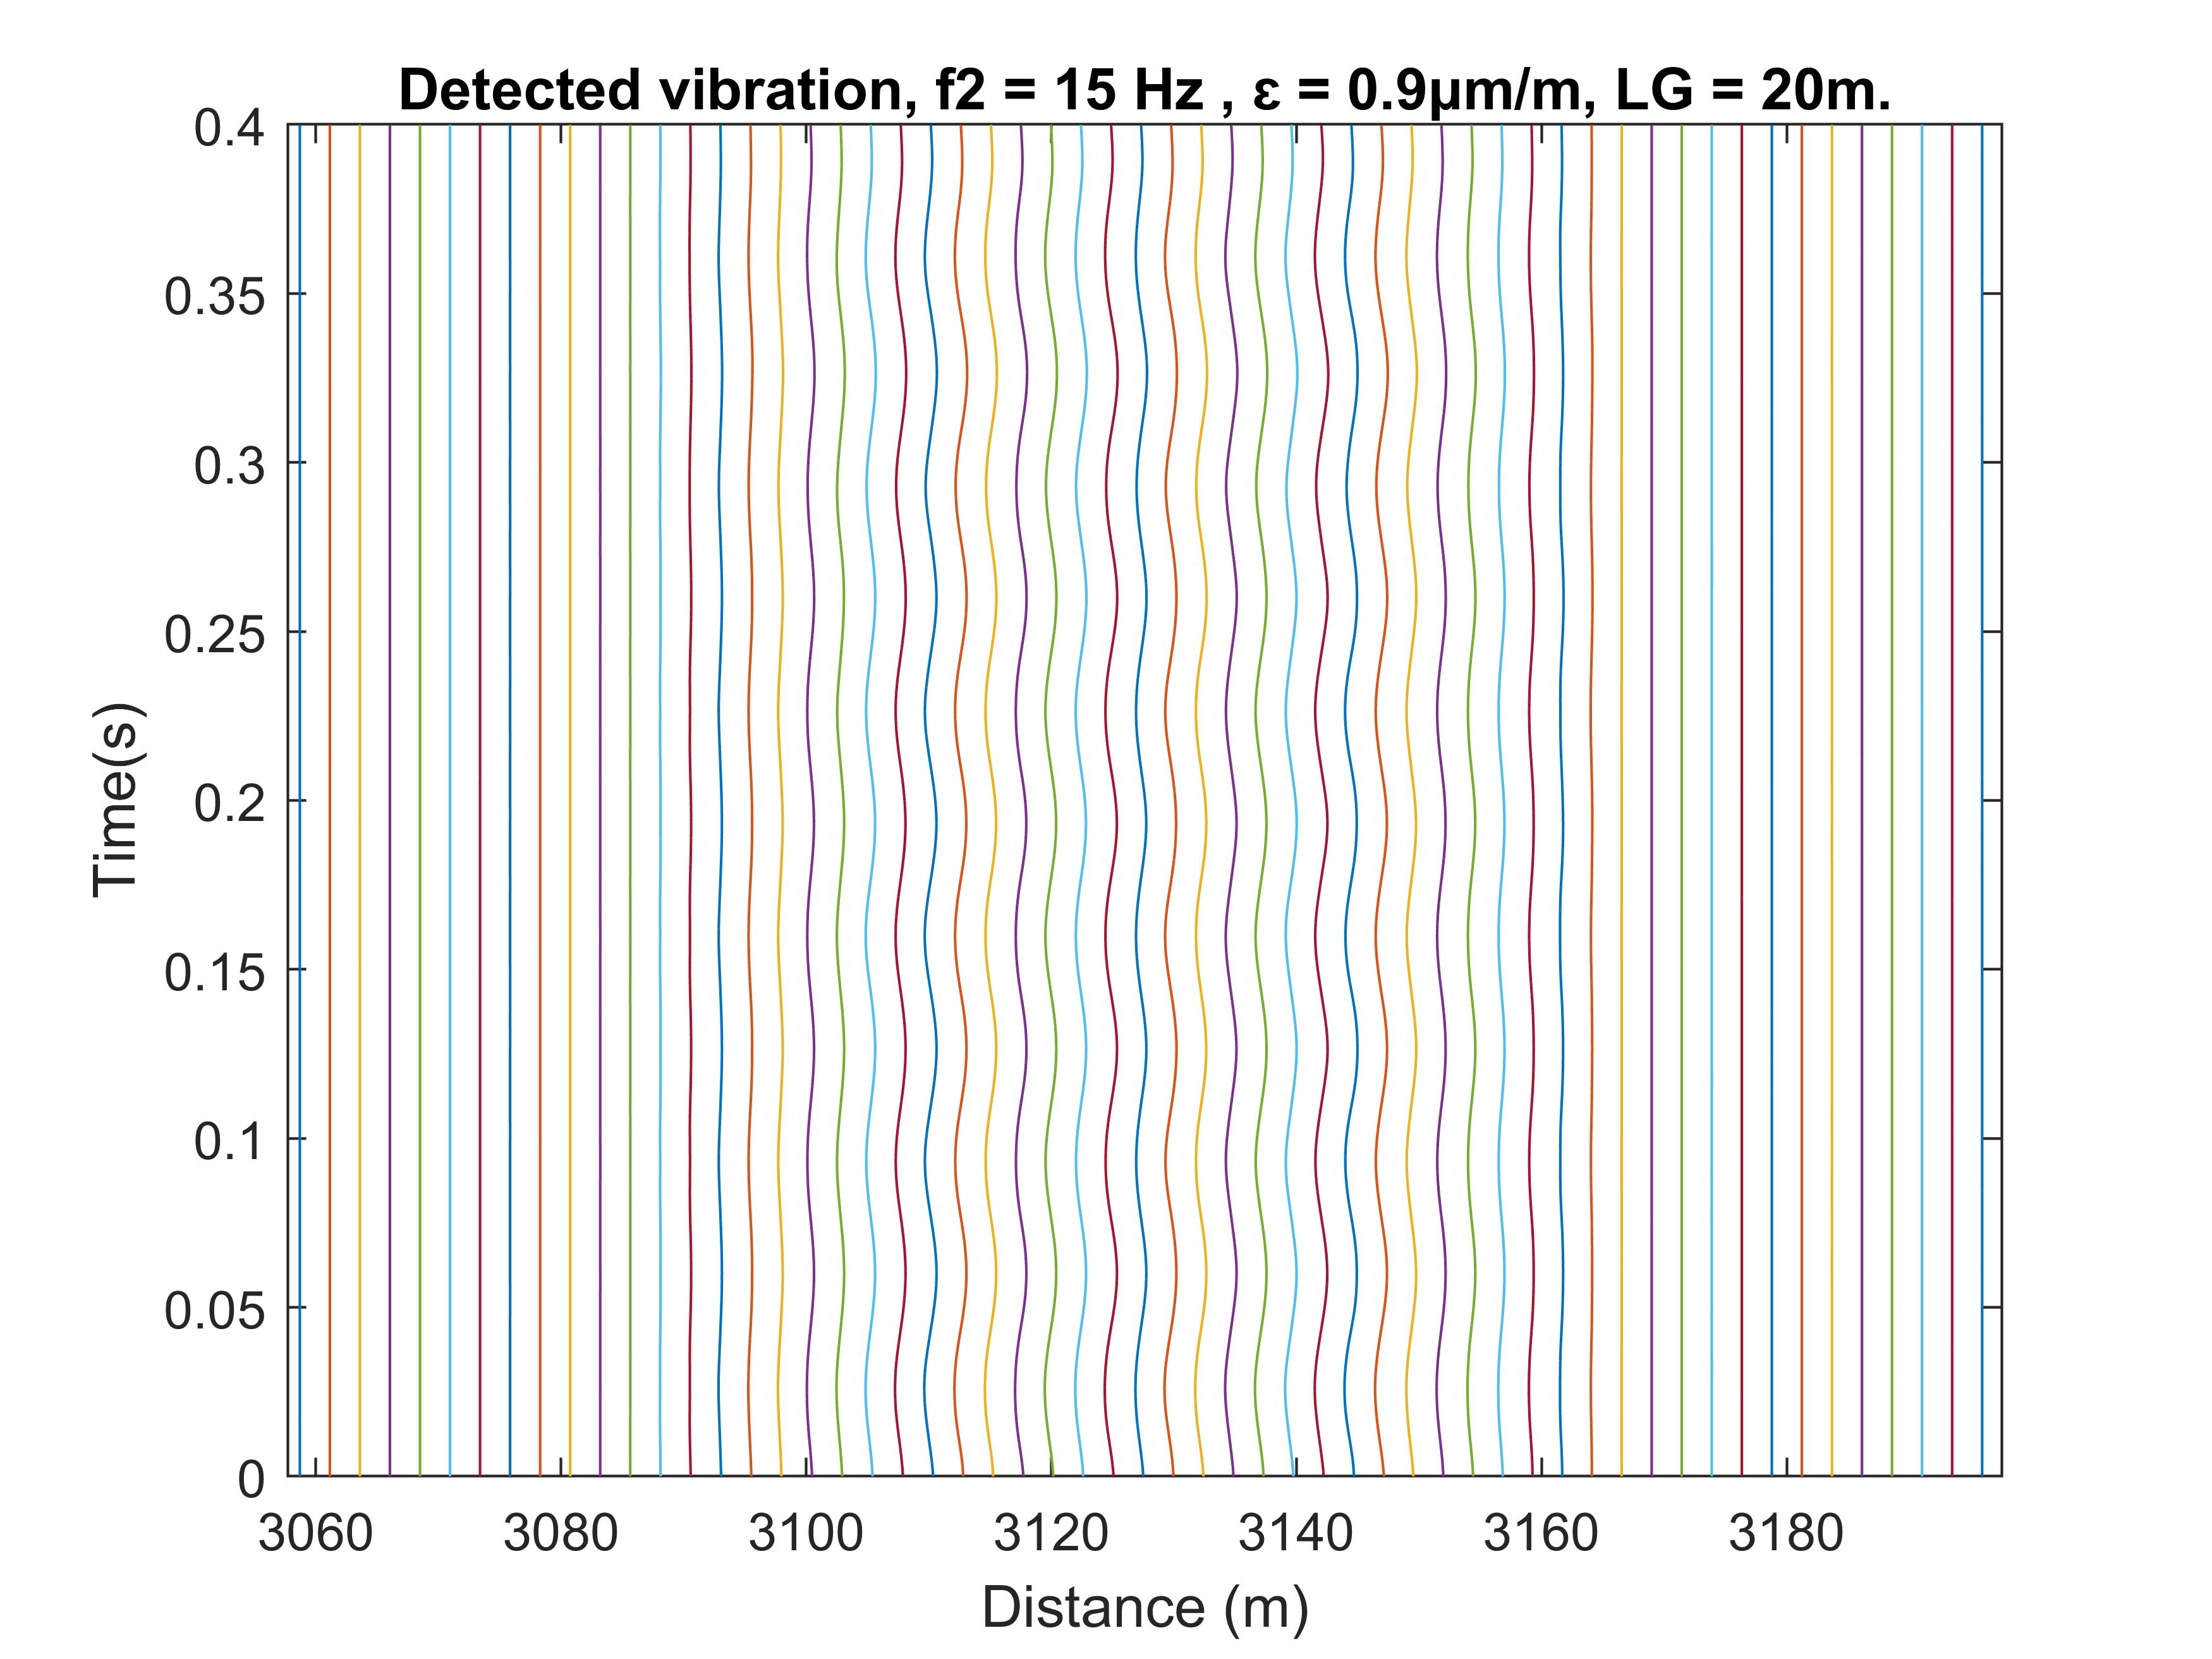 Detected vibration, f2 = 15 Hz , ε = 0.9μm/m, LG = 20m.
0.4
0.35
0.3
0.25
0.2
0.15
0.1
0.05
0
Time(s)
3060 3080 3100 3120 3140 3160 3180
Distance (m)